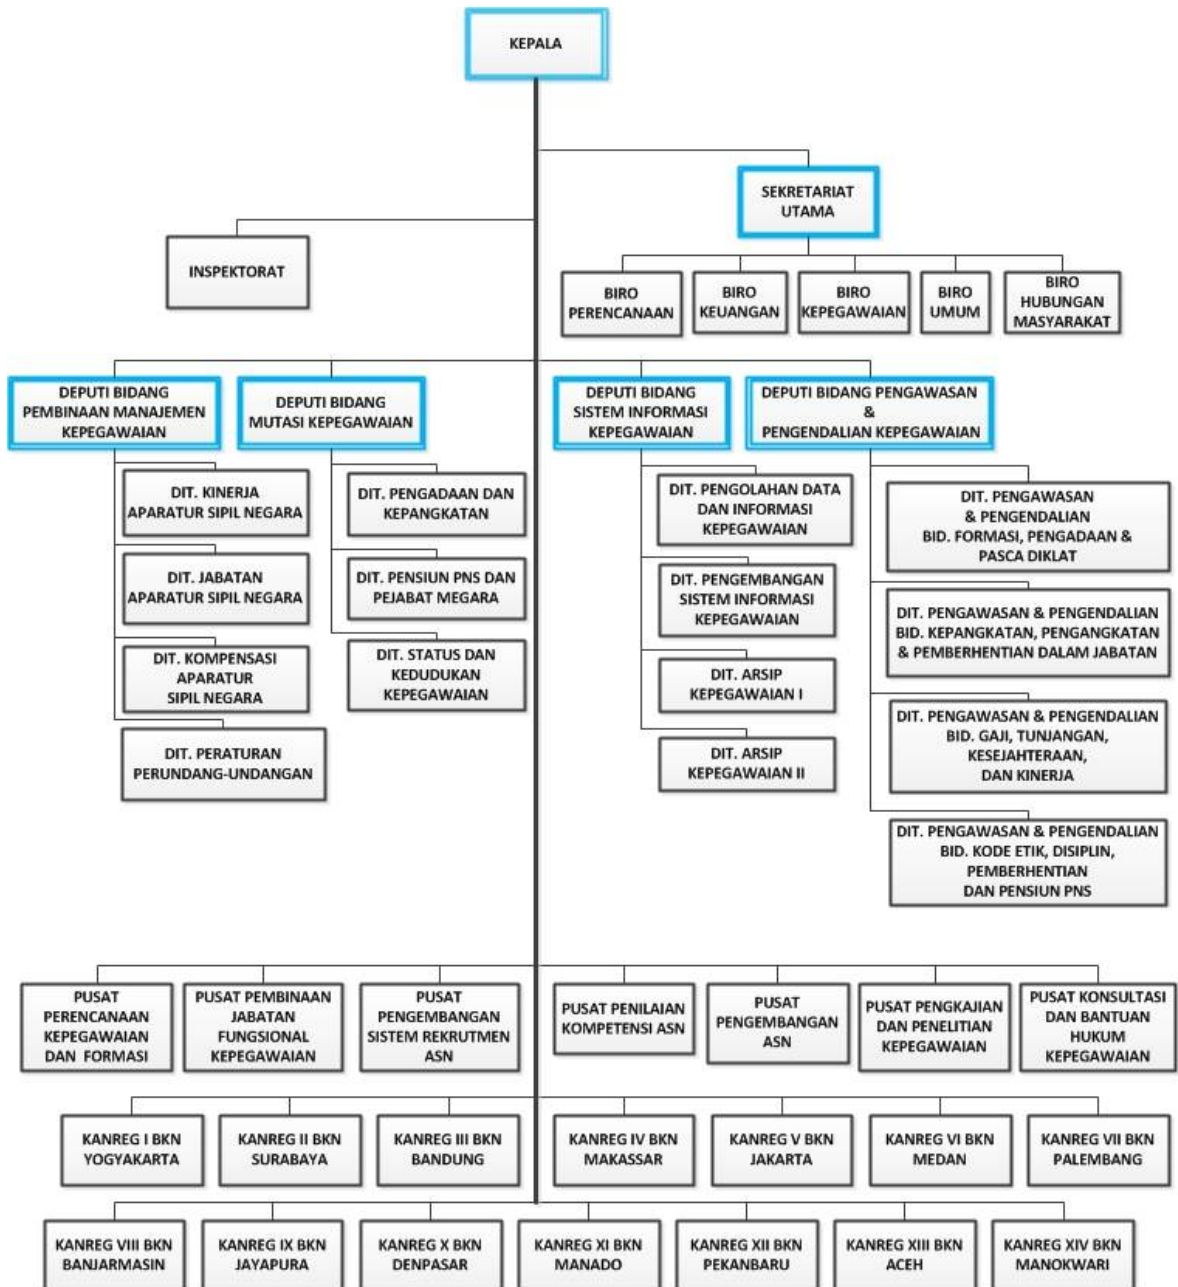 KEPALA
SEKRETARIAT
UTAMA
INSPEKTORAT
BIRO
PERENCANAAN
BIRO
KEUANGAN
BIRO
KEPEGAWAIAN
BIRO
UMUM
BIRO
HUBUNGAN
MASYARAKAT
DEPUTI BIDANG
PEMBINAAN MANAJEMEN
KEPEGAWAIAN
DEPUTI BIDANG
MUTASI KEPEGAWAIAN
DEPUTI BIDANG
SISTEM INFORMASI
KEPEGAWAIAN
DEPUTI BIDANG PENGAWASAN
&
PENGENDALIAN KEPEGAWAIAN
DIT. KINERJA
APARATUR SIPIL NEGARA
DIT. JABATAN
APARATUR SIPIL NEGARA
DIT. KOMPENSASI
APARATUR
SIPIL NEGARA
DIT. PERATURAN
PERUNDANG-UNDANGAN
DIT. PENGADAAN DAN
KEPANGKATAN
DIT. PENSIUN PNS DAN
PEJABAT MEGARA
DIT. STATUS DAN
KEDUDUKAN
KEPEGAWAIAN
DIT. PENGOLAHAN DATA
DAN INFORMASI
KEPEGAWAIAN
DIT. PENGEMBANGAN
SISTEM INFORMASI
KEPEGAWAIAN
DIT. ARSIP
KEPEGAWAIAN I
DIT. ARSIP
KEPEGAWAIAN II
DIT. PENGAWASAN
& PENGENDALIAN
BID. FORMASI, PENGADAAN &
PASCA DIKLAT
DIT. PENGAWASAN & PENGENDALIAN
BID. KEPANGKATAN, PENGANGKATAN
& PEMBERHENTIAN DALAM JABATAN
DIT. PENGAWASAN & PENGENDALIAN
BID. GAJI, TUNJANGAN,
KESEJAHTERAAN,
DAN KINERJA
DIT. PENGAWASAN & PENGENDALIAN
BID. KODE ETIK, DISIPLIN,
PEMBERHENTIAN
DAN PENSIUN PNS
PUSAT
PERENCANAAN
KEPEGAWAIAN
DAN FORMASI
PUSAT PEMBINAAN
JABATAN
FUNGSIONAL
KEPEGAWAIAN
PUSAT
PENGEMBANGAN
SISTEM REKRUTMEN
ASN
PUSAT PENILAIAN
KOMPETENSI ASN
PUSAT
PENGEMBANGAN
ASN
PUSAT PENGKAJIAN
DAN PENELITIAN
KEPEGAWAIAN
PUSAT KONSULTASI
DAN BANTUAN
HUKUM
KEPEGAWAIAN
KANREG I BKN
YOGYAKARTA
KANREG II BKN
SURABAYA
KANREG III BKN
BANDUNG
KANREG IV BKN
MAKASSAR
KANREG V BKN
JAKARTA
KANREG VI BKN
MEDAN
KANREG VII BKN
PALEMBANG
KANREG VIII BKN
BANJARMASIN
KANREG IX BKN
JAYAPURA
KANREG X BKN
DENPASAR
KANREG XI BKN
MANADO
KANREG XII BKN
PEKANBARU
KANREG XIII BKN
ACEH
KANREG XIV BKN
MANOKWARI